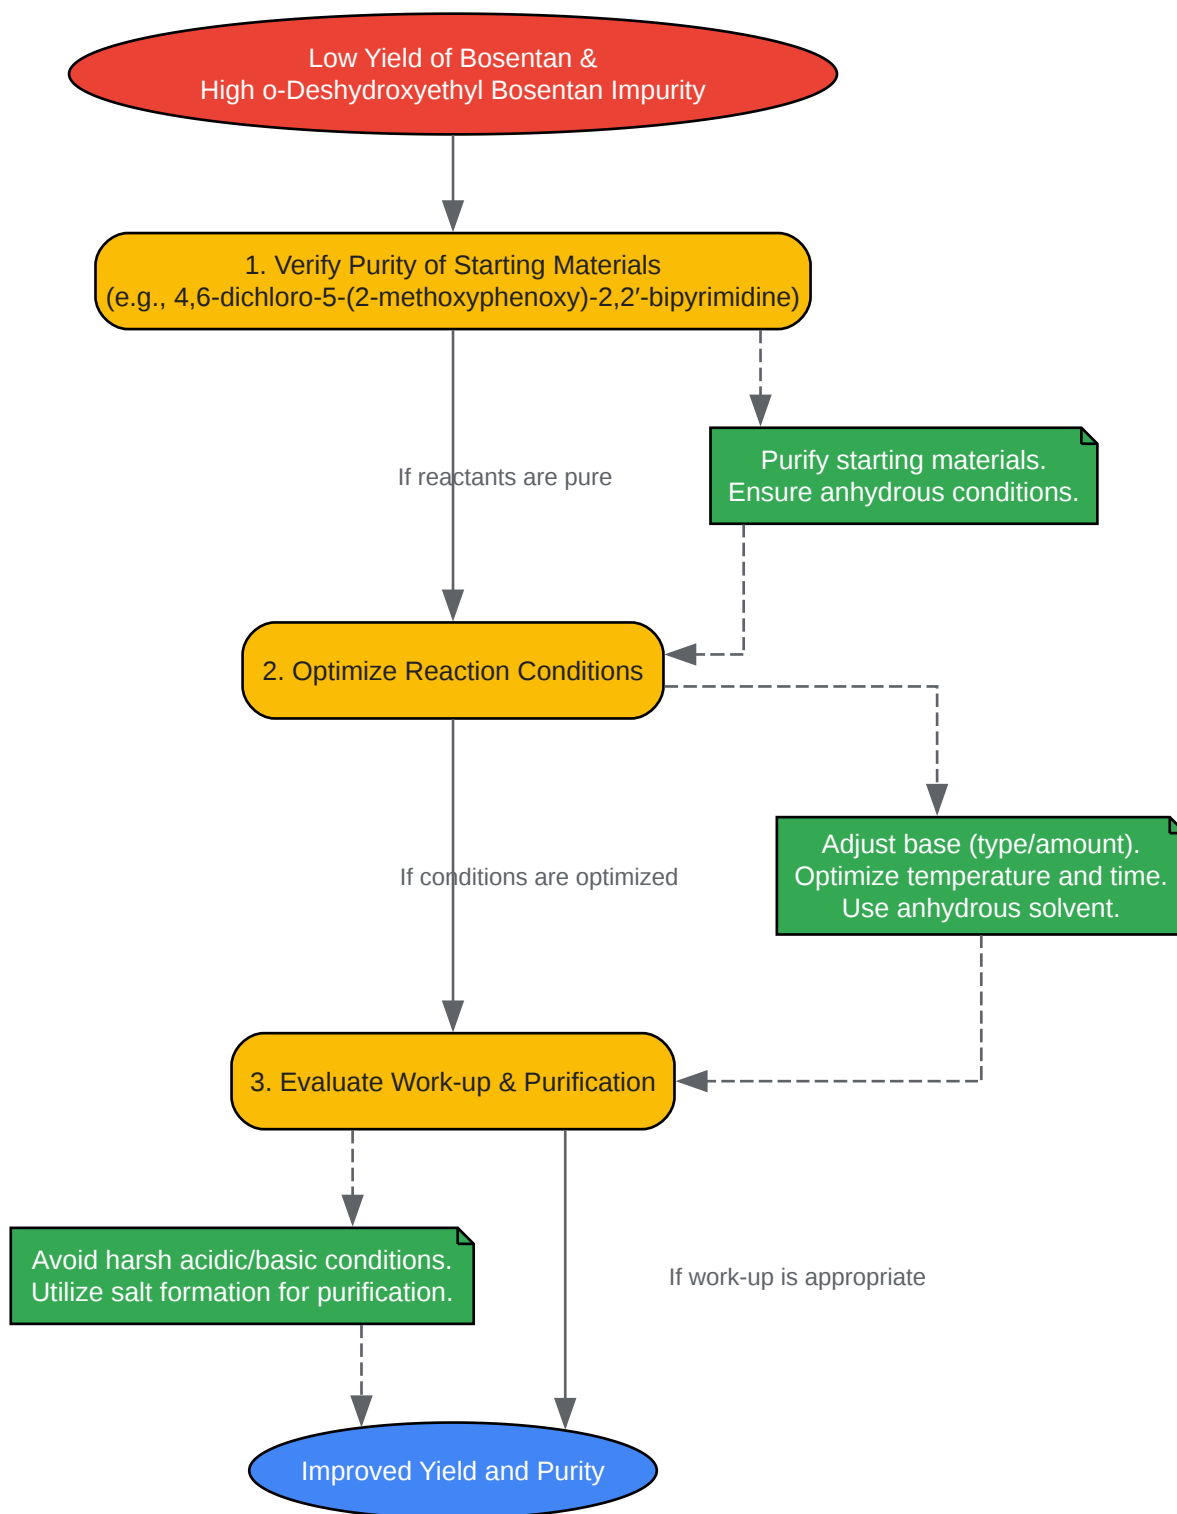 Low Yield of Bosentan &
High o-Deshydroxyethyl Bosentan Impurity
1. Verify Purity of Starting Materials
(e.g., 4,6-dichloro-5-(2-methoxyphenoxy)-2,2′-bipyrimidine)
Purify starting materials.
Ensure anhydrous conditions.
If reactants are pure
2. Optimize Reaction Conditions
Adjust base (type/amount).
Optimize temperature and time.
Use anhydrous solvent.
If conditions are optimized
3. Evaluate Work-up & Purification
Avoid harsh acidic/basic conditions.
Utilize salt formation for purification.
If work-up is appropriate
Improved Yield and Purity